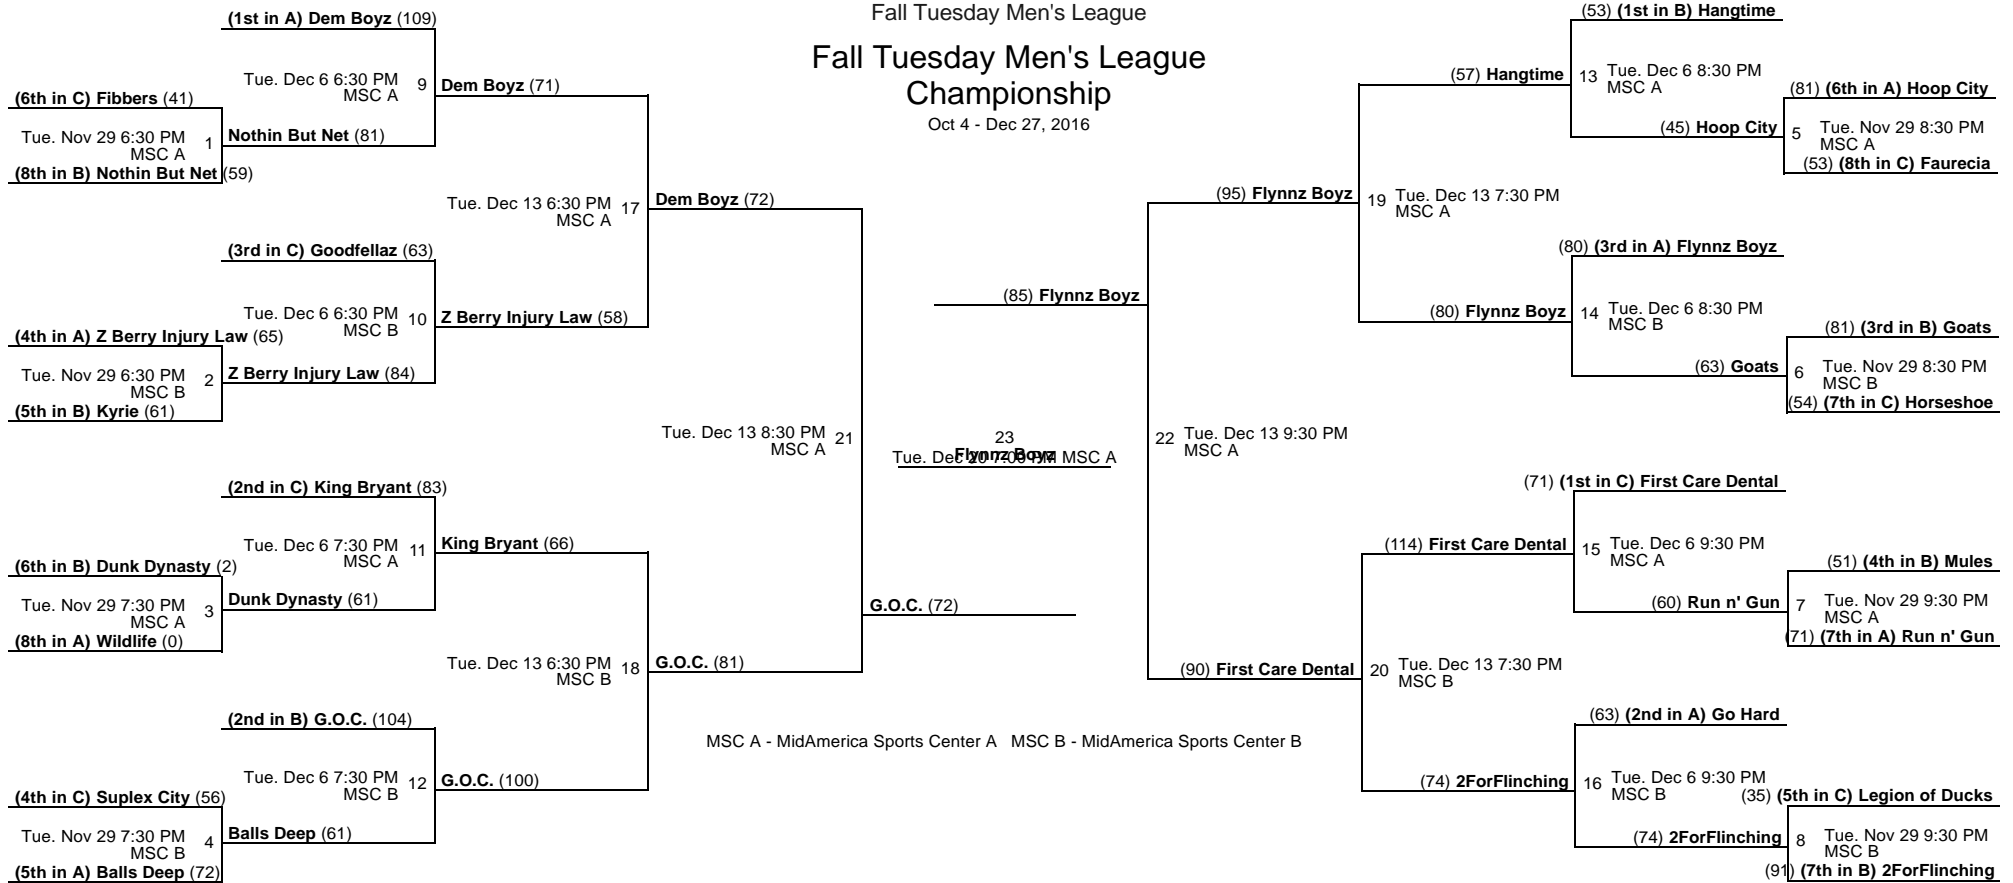 Fall Tuesday Men's League
Fall Tuesday Men's League
Championship
Oct 4 - Dec 27, 2016
(1st in A) Dem Boyz (109)
Tue. Dec 6 6:30 PM 9
MSC A
Dem Boyz (71)
(6th in C) Fibbers (41)
Tue. Nov 29 6:30 PM 1
MSC A
Nothin But Net (81)
(8th in B) Nothin But Net (59)
Tue. Dec 13 6:30 PM 17
MSC A
Dem Boyz (72)
(3rd in C) Goodfellaz (63)
Tue. Dec 6 6:30 PM 10
MSC B
Z Berry Injury Law (58)
(4th in A) Z Berry Injury Law (65)
Tue. Nov 29 6:30 PM 2
MSC B
Z Berry Injury Law (84)
(5th in B) Kyrie (61)
Tue. Dec 13 8:30 PM 21
MSC A
(2nd in C) King Bryant (83)
Tue. Dec 6 7:30 PM 11
MSC A
King Bryant (66)
(6th in B) Dunk Dynasty (2)
Tue. Nov 29 7:30 PM 3
MSC A
Dunk Dynasty (61)
(8th in A) Wildlife (0)
G.O.C. (72)
Tue. Dec 13 6:30 PM 18
MSC B
G.O.C. (81)
(2nd in B) G.O.C. (104)
Tue. Dec 6 7:30 PM 12
MSC B
G.O.C. (100)
(4th in C) Suplex City (56)
Tue. Nov 29 7:30 PM 4
MSC B
Balls Deep (61)
(5th in A) Balls Deep (72)
(85) Flynnz Boyz
23
Tue. Dec 20 7:00 PM MSC A
Flynnz Boyz
MSC A - MidAmerica Sports Center A MSC B - MidAmerica Sports Center B
(53) (1st in B) Hangtime
(57) Hangtime
13 Tue. Dec 6 8:30 PM
MSC A
(81) (6th in A) Hoop City
(45) Hoop City
5 Tue. Nov 29 8:30 PM
MSC A
(53) (8th in C) Faurecia
(95) Flynnz Boyz
19 Tue. Dec 13 7:30 PM
MSC A
(80) (3rd in A) Flynnz Boyz
(80) Flynnz Boyz
14 Tue. Dec 6 8:30 PM
MSC B
(81) (3rd in B) Goats
(63) Goats
6 Tue. Nov 29 8:30 PM
MSC B
(54) (7th in C) Horseshoe
22 Tue. Dec 13 9:30 PM
MSC A
(71) (1st in C) First Care Dental
(114) First Care Dental
15 Tue. Dec 6 9:30 PM
MSC A
(51) (4th in B) Mules
(60) Run n' Gun
7 Tue. Nov 29 9:30 PM
MSC A
(71) (7th in A) Run n' Gun
(90) First Care Dental
20 Tue. Dec 13 7:30 PM
MSC B
(63) (2nd in A) Go Hard
(74) 2ForFlinching
16 Tue. Dec 6 9:30 PM
MSC B
(35) (5th in C) Legion of Ducks
(74) 2ForFlinching
8 Tue. Nov 29 9:30 PM
MSC B
(91) (7th in B) 2ForFlinching